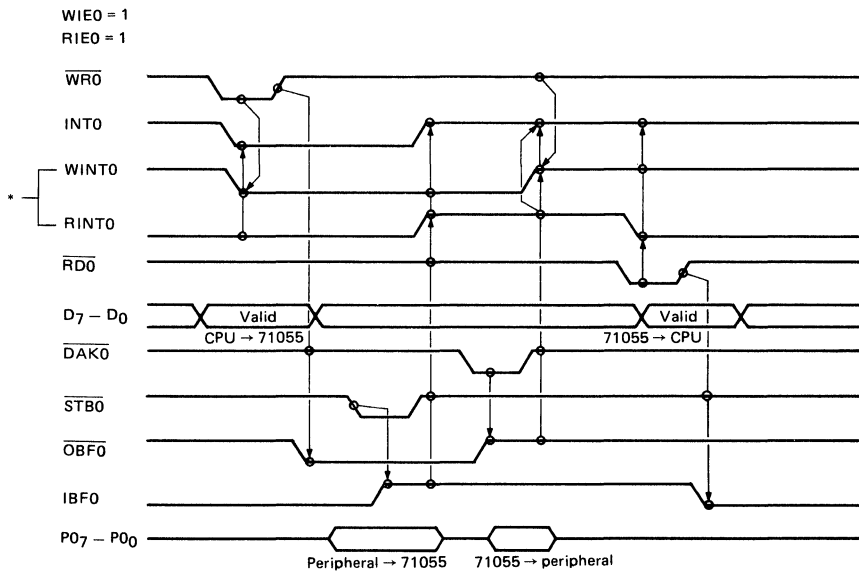 WIE0 = 1
RIE0 = 1
WR0
INT0
WINT0
*
RINT0
RD0
D7 – D0 Valid Valid
CPU → 71055 71055 → CPU
DAK0
STB0
OBF0
IBF0
P07 – P00
Peripheral → 71055 71055 → peripheral